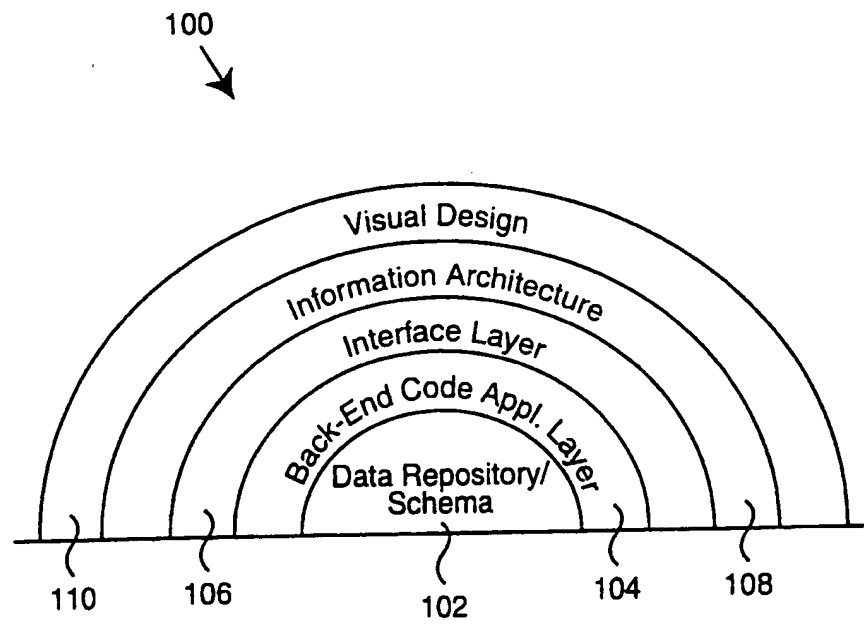 100
Visual Design
Information Architecture
Interface Layer
Back-End Code Appl. Layer
Data Repository/
Schema
110
106
102
104
108